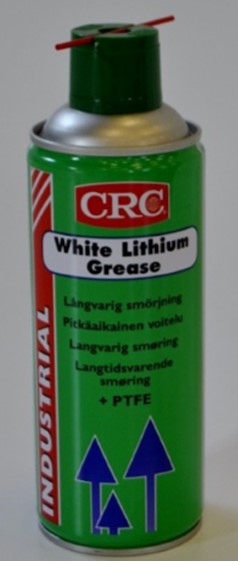 CRC
White Lithium
Grease
Långvarig smörjning
Pitkäaikainen voitelu
Langvarig smøring
Langtidsvarende
smøring
+ PTFE
INDUSTRIAL